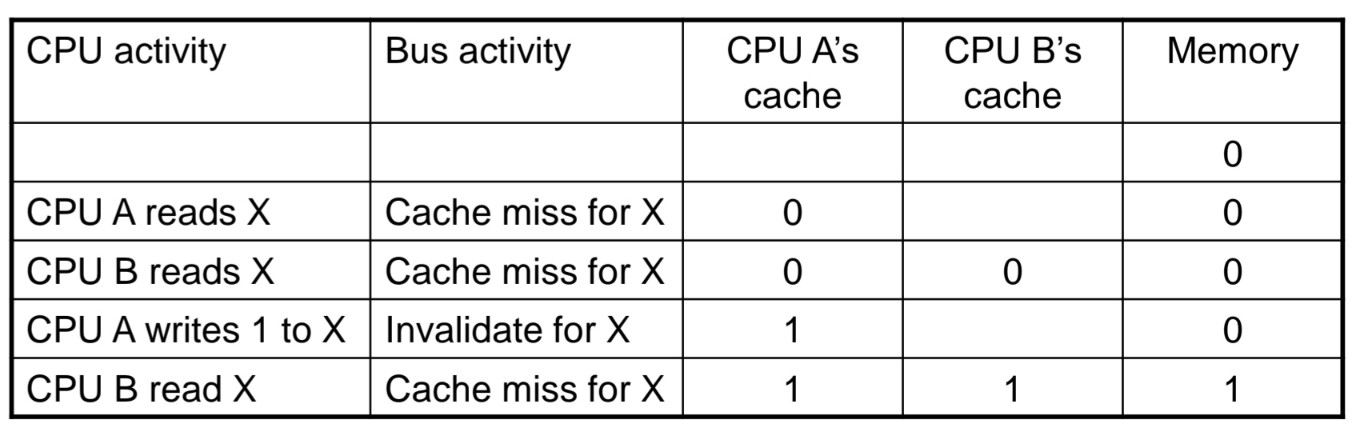 CPU activity Bus activity CPU A's cache CPU B's cache Memory
0
CPU A reads X Cache miss for X 0 0
CPU B reads X Cache miss for X 0 0 0
CPU A writes 1 to X Invalidate for X 1 0
CPU B read X Cache miss for X 1 1 1